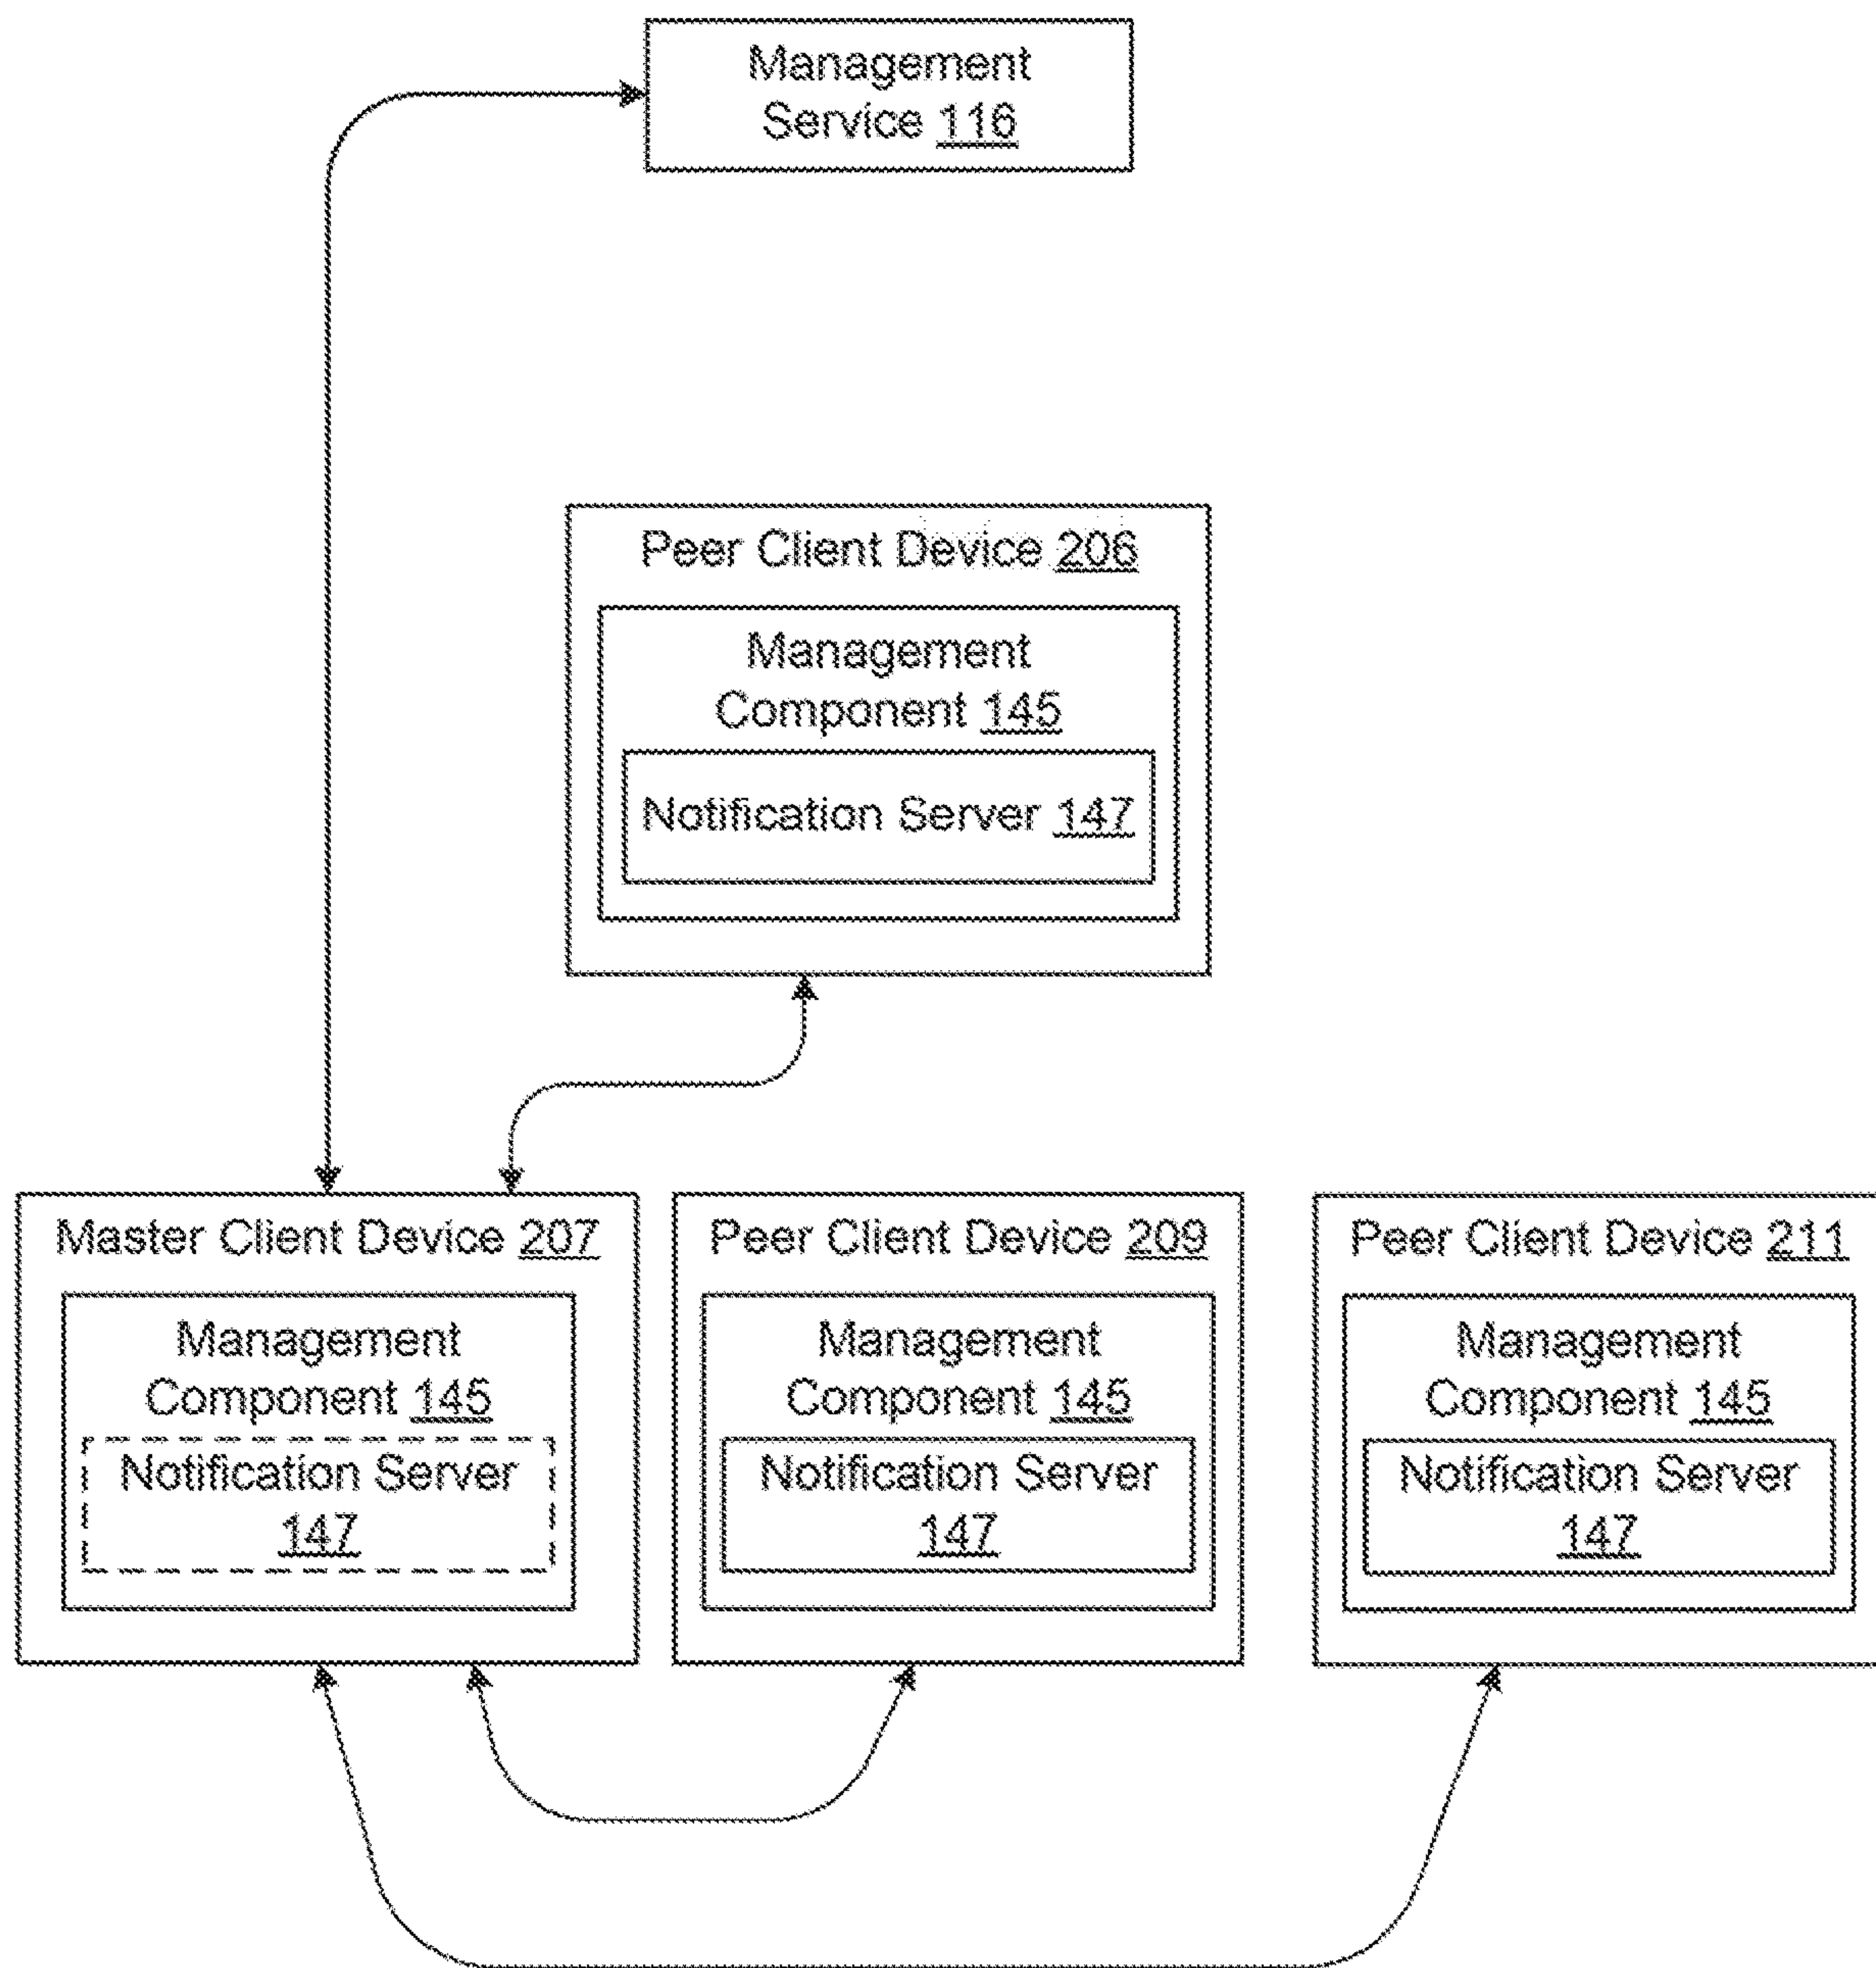 Management
Service 116
Peer Client Device 206
Management
Component 145
Notification Server 147
Master Client Device 207
Management
Component 145
Notification Server
147
Peer Client Device 209
Management
Component 145
Notification Server
147
Peer Client Device 211
Management
Component 145
Notification Server
147